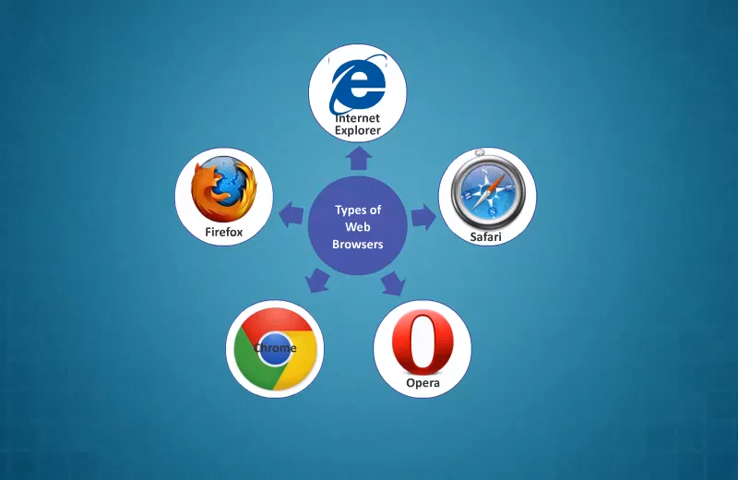 Internet
Explorer
Firefox
Types of
Web
Browsers
Safari
Chrome
Opera